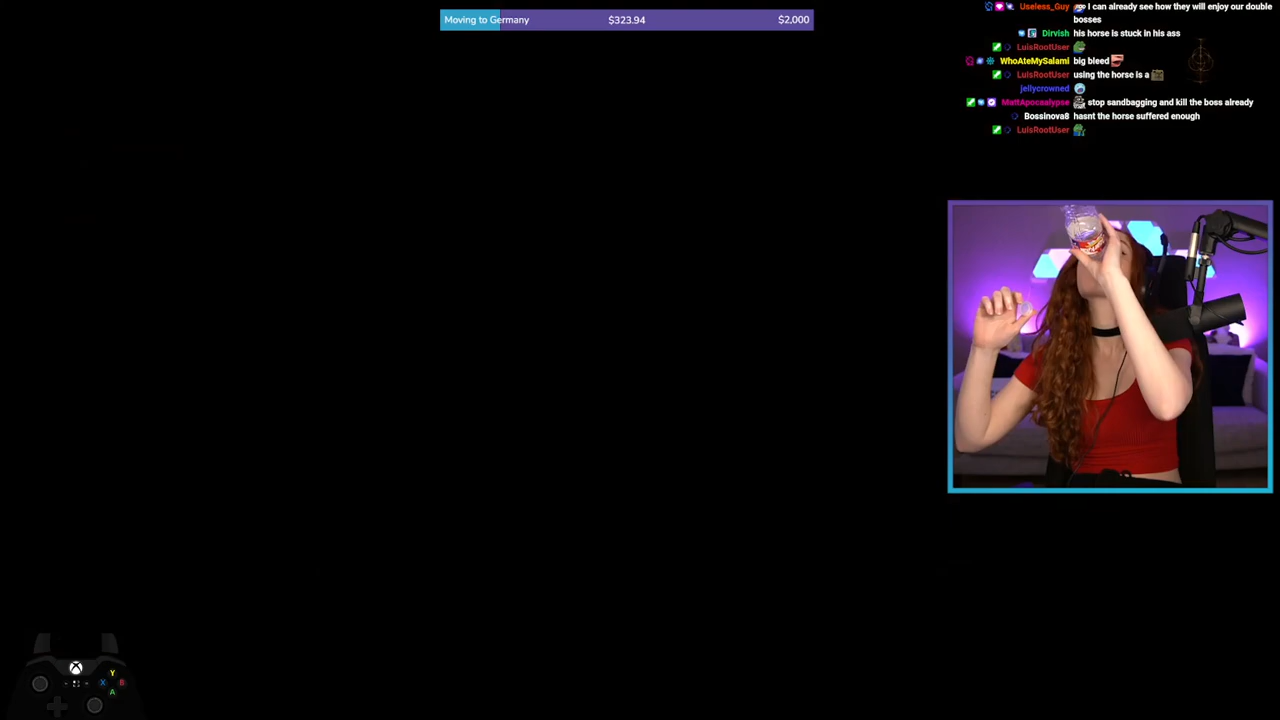 Moving to Germany $323.94 $2,000
Useless_Guy I can already see how they will enjoy our double
bosses
Dirvish his horse is stuck in his ass
LuisRootUser
WhoAteMySalami big bleed
LuisRootUser using the horse is a
jellycrowned
MattApocaalypse stop sandbagging and kill the boss already
Bossinova8 hasnt the horse suffered enough
LuisRootUser
Y
X B
A